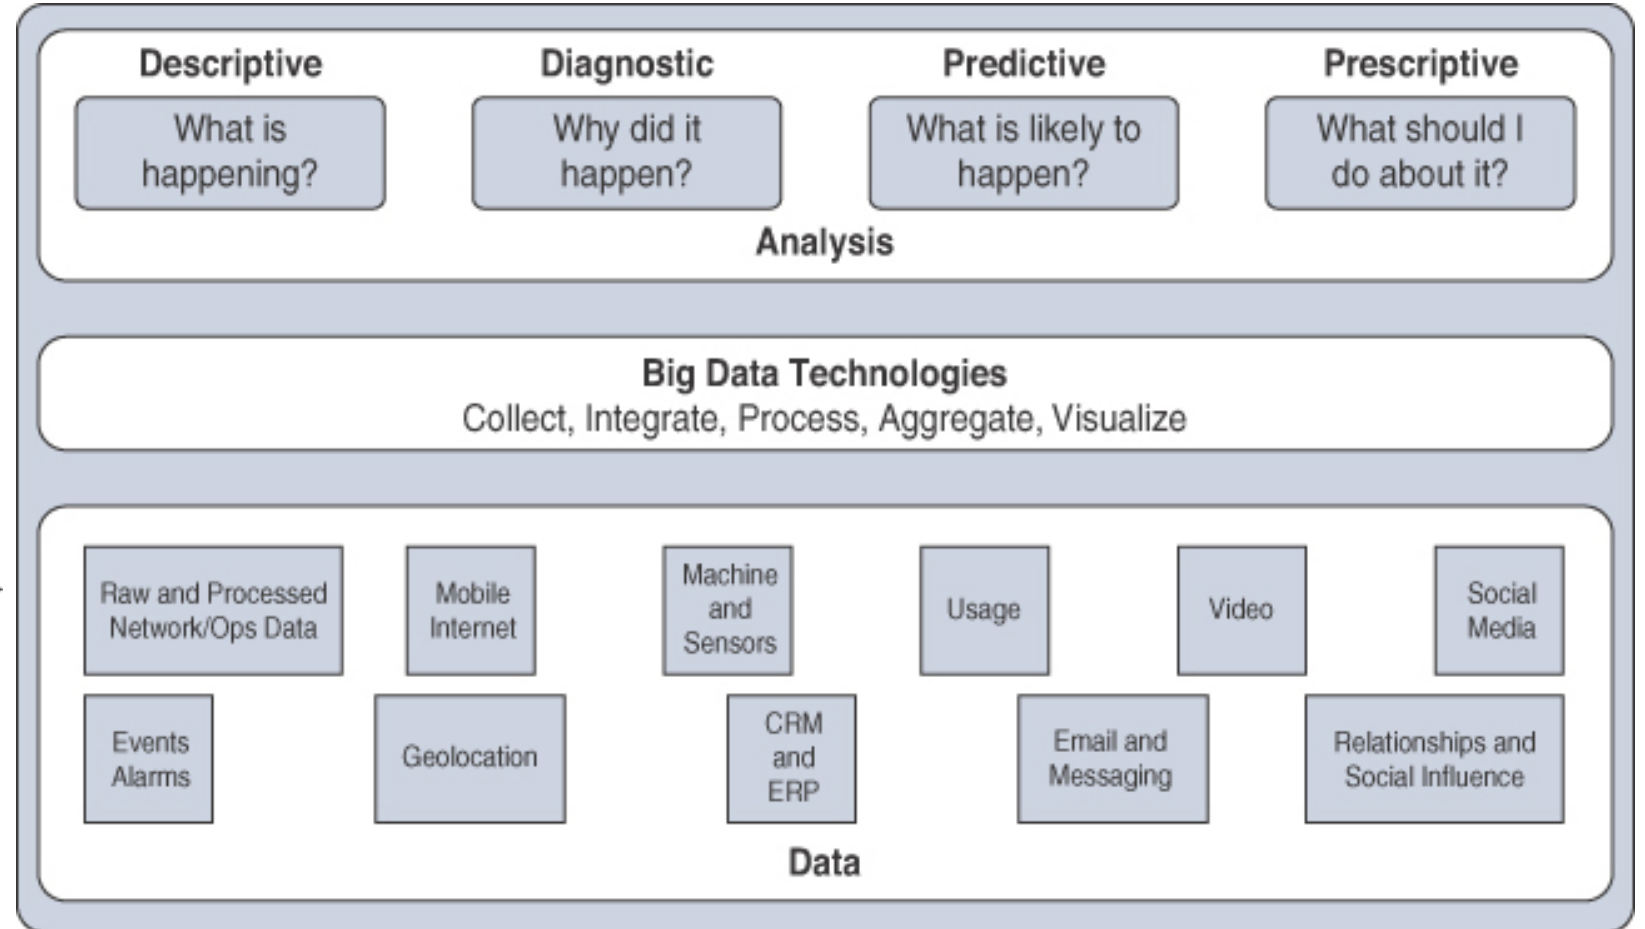 Descriptive
Diagnostic
Predictive
Prescriptive
What is
happening?
Why did it
happen?
What is likely to
happen?
What should I
do about it?
Analysis
Big Data Technologies
Collect, Integrate, Process, Aggregate, Visualize
Raw and Processed
Network/Ops Data
Mobile
Internet
Machine
and
Sensors
Usage
Video
Social
Media
Events
Alarms
Geolocation
CRM
and
ERP
Email and
Messaging
Relationships and
Social Influence
Data